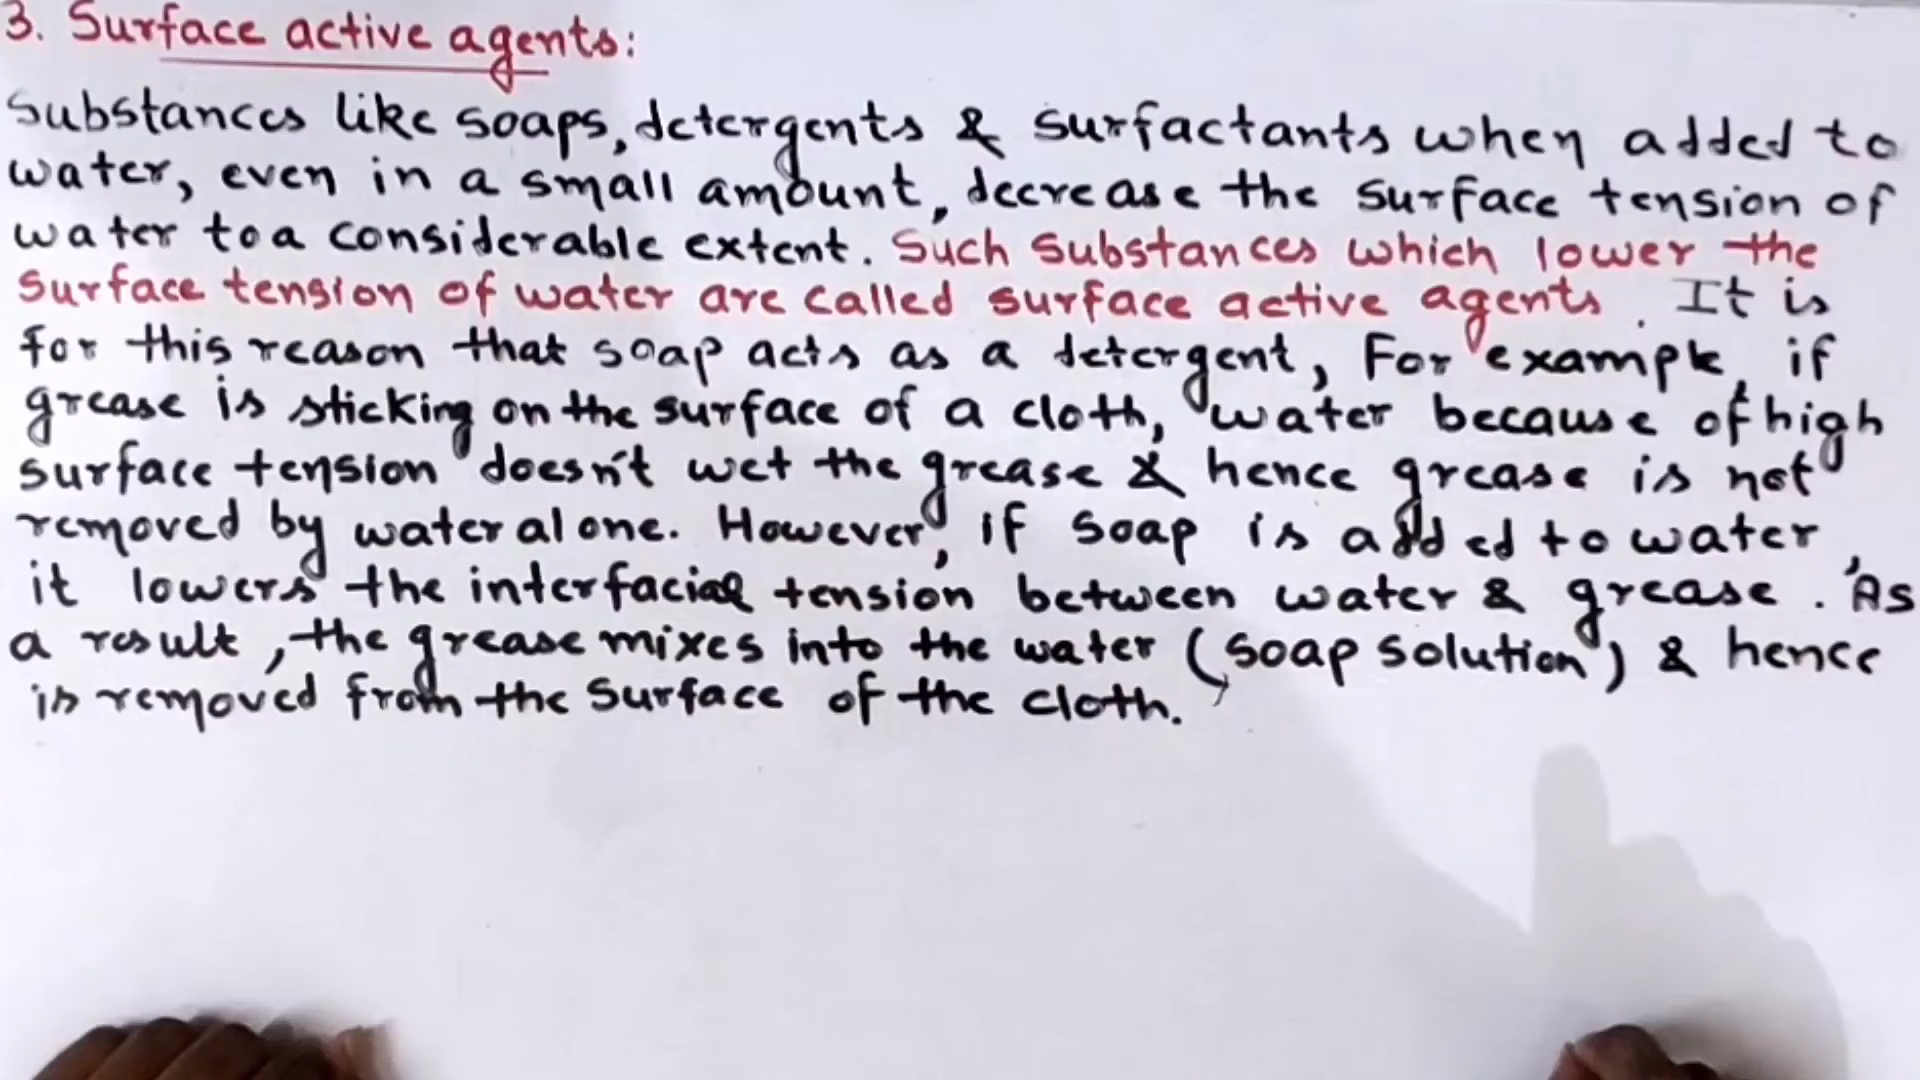 3. Surface active agents:
Substances like soaps, detergents & surfactants when added to
water, even in a small amount, decrease the surface tension of
water to a considerable extent. Such substances which lower the
surface tension of water are called surface active agents. It is
for this reason that soap acts as a detergent, For example, if
grease is sticking on the surface of a cloth, water because of high
surface tension doesn't wet the grease & hence grease is not
removed by water alone. However, if soap is added to water,
it lowers the interfacial tension between water & grease. As
a result, the grease mixes into the water (soap solution) & hence
is removed from the surface of the cloth.